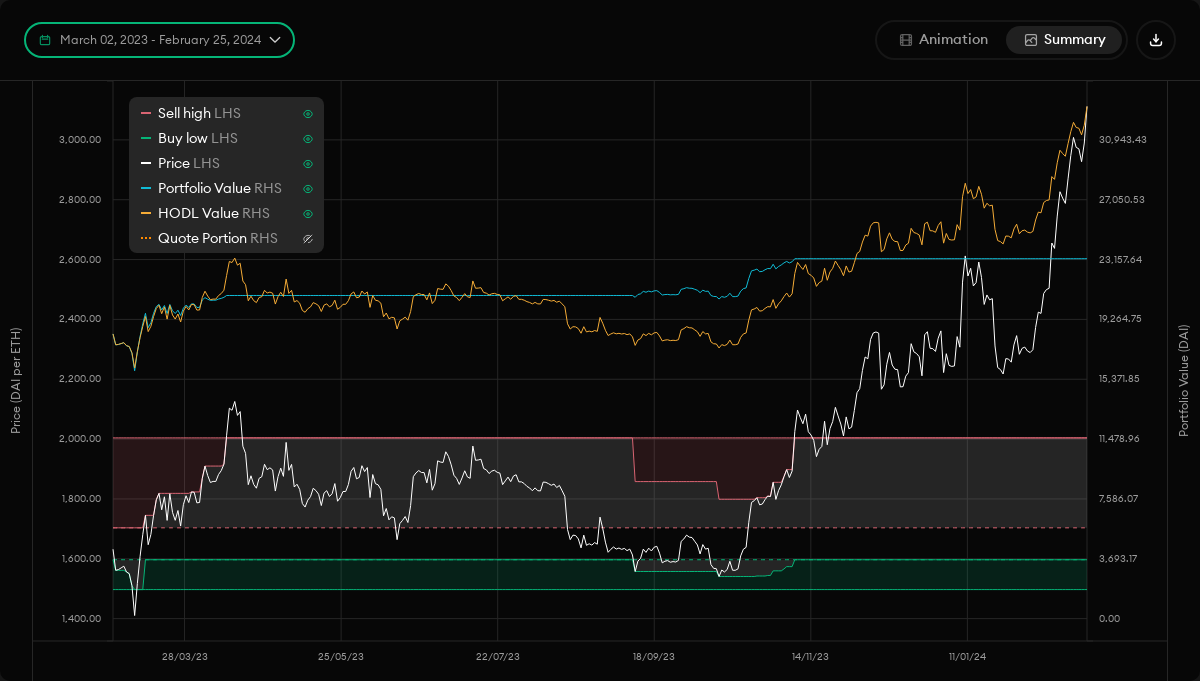 March 02, 2023 - February 25, 2024
Animation
Summary
Sell high LHS
Buy low LHS
Price LHS
Portfolio Value RHS
HODL Value RHS
Quote Portion RHS
Price (DAI per ETH)
3,000.00
2,800.00
2,600.00
2,400.00
2,200.00
2,000.00
1,800.00
1,600.00
1,400.00
30,943.43
27,050.53
23,157.64
19,264.75
15,371.85
11,478.96
7,586.07
3,693.17
0.00
Portfolio Value (DAI)
28/03/23
25/05/23
22/07/23
18/09/23
14/11/23
11/01/24